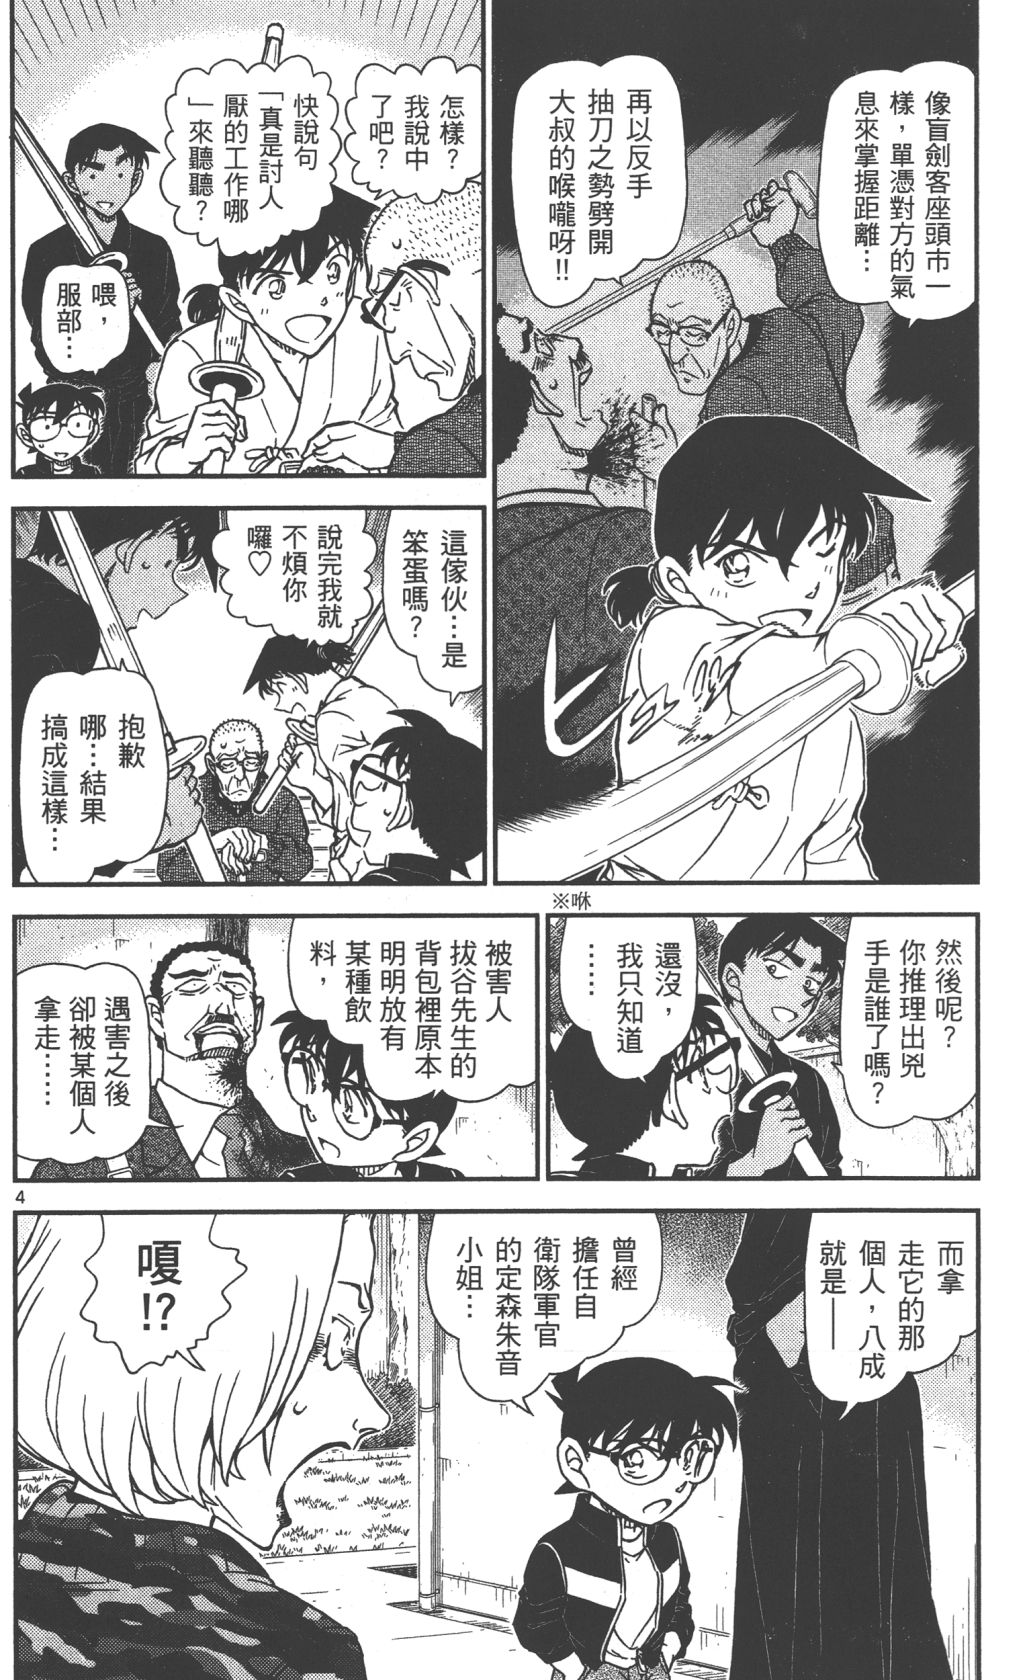 像盲劍客座頭市一
樣，單憑對方的氣
息來掌握距離…
再以反手
抽刀之勢劈開
大叔的喉嚨呀!!
※咻
怎樣？
我說中
了吧？
快說句
「真是討人
厭的工作哪
」來聽聽？
喂，
服部…
這傢伙…是
笨蛋嗎？
說完我就
不煩你
囉♡
抱歉
哪…結果
搞成這樣…
然後呢？
你推理出兇
手是誰了嗎？
還沒，
我只知道
……
被害人
拔谷先生的
背包裡原本
明明放有
某種飲
料，
遇害之後
卻被某個人
拿走……
4
而拿
走它的那
個人，八成
就是——
曾經
擔任自
衛隊軍官
的定森朱音
小姐…
嗄
!?